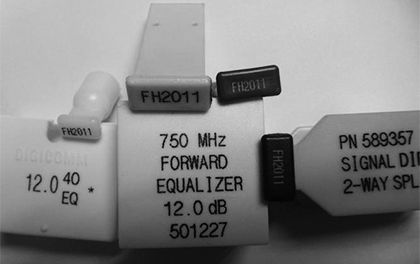 FH2011
FH2011
FH2011
DIGICOMM
12.0 40 *
EQ
750 MHz
FORWARD
EQUALIZER
12.0 dB
501227
FH2011
PN 589357
SIGNAL DI
2-WAY SPL